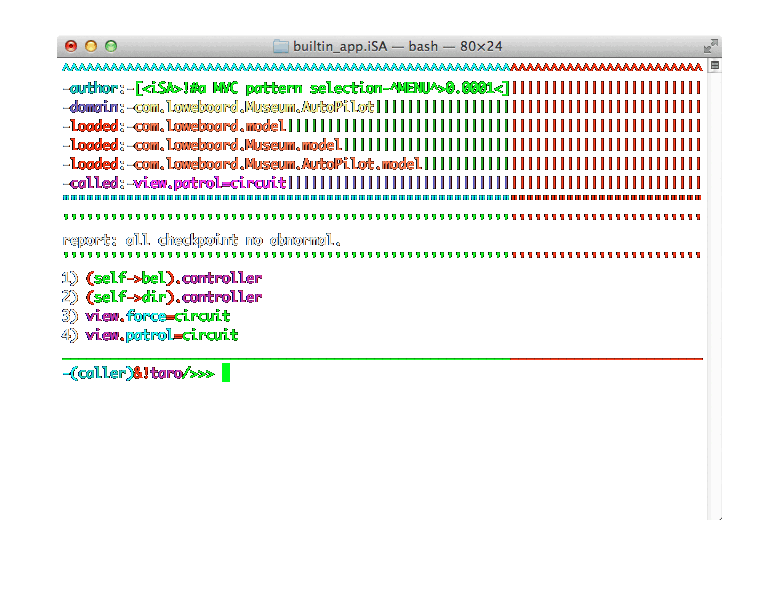 builtin_app.iSA — bash — 80×24
-author:-[<iSA>!#a MVC pattern selection-^MENU^>0.0001<]
-domain:-com.loweboard.Museum.AutoPilot
-loaded:-com.loweboard.model
-loaded:-com.loweboard.Museum.model
-loaded:-com.loweboard.Museum.AutoPilot.model
-called:-view.patrol=circuit
report: all checkpoint no abnormal.
1) (self->bel).controller
2) (self->dir).controller
3) view.force=circuit
4) view.patrol=circuit
-(caller)&!taro/>>>